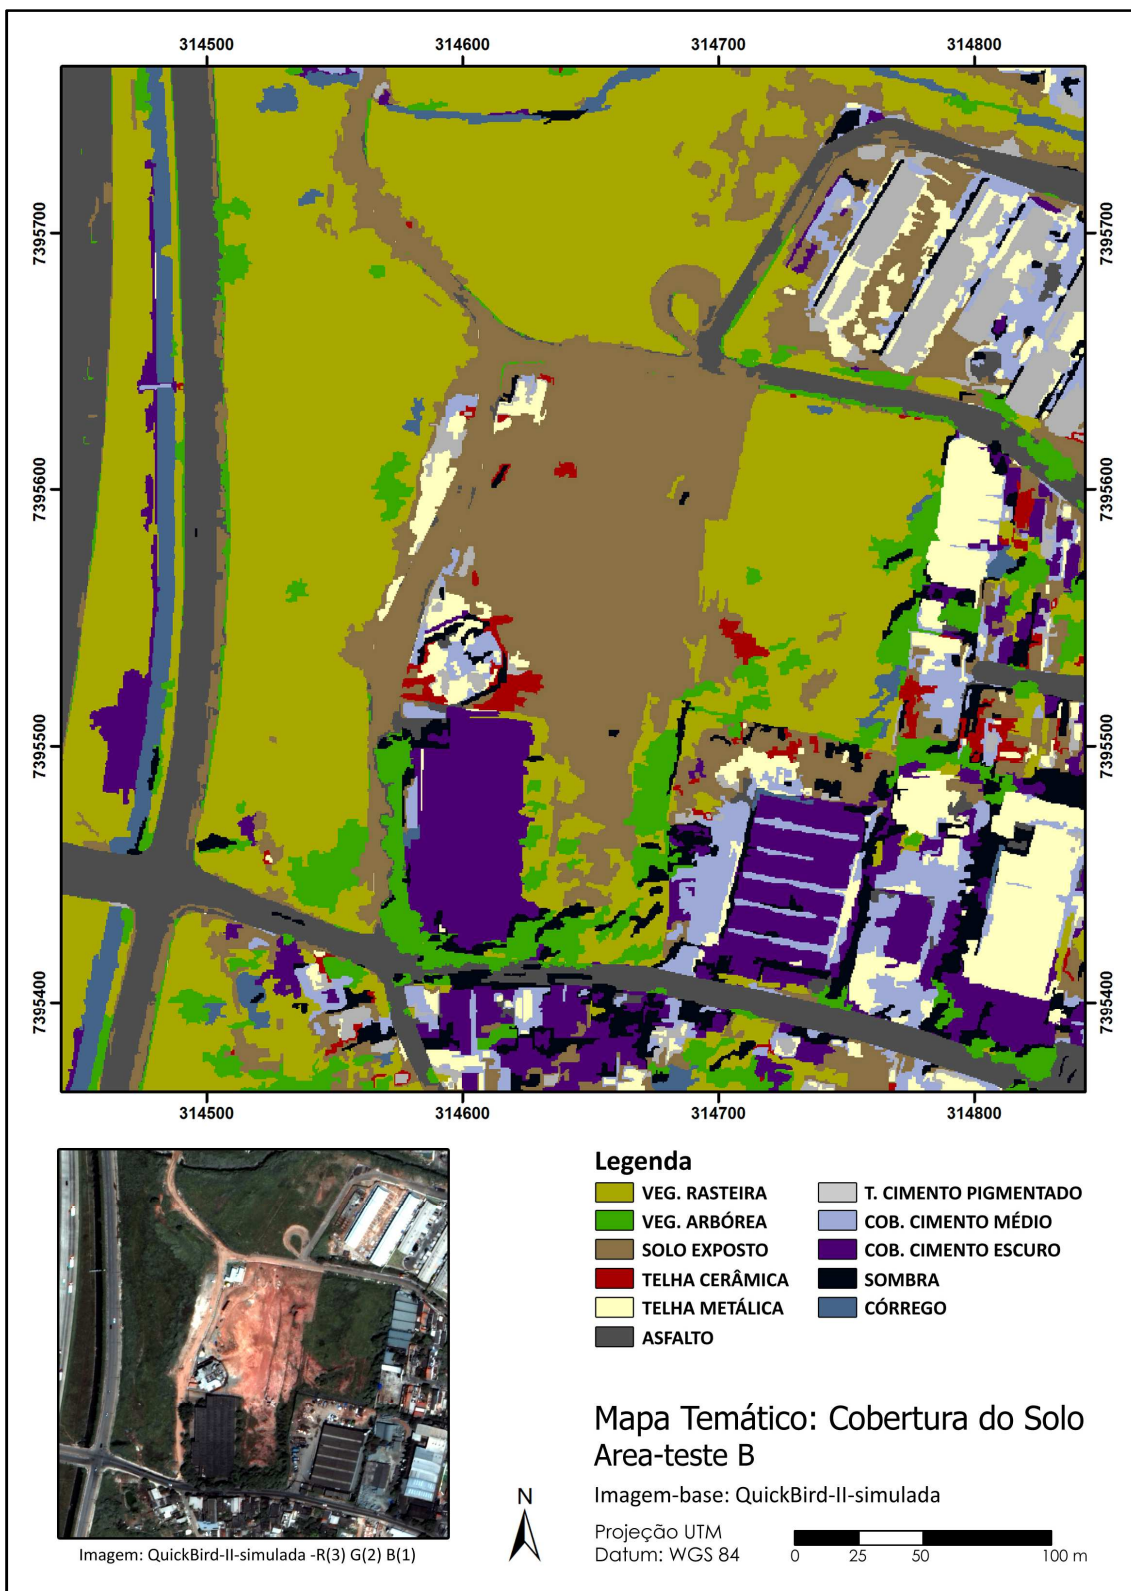 314500 314600 314700 314800
7395700 7395700
7395600 7395600
7395500 7395500
7395400 7395400
314500 314600 314700 314800
Legenda
VEG. RASTEIRA
VEG. ARBÓREA
SOLO EXPOSTO
TELHA CERÂMICA
TELHA METÁLICA
ASFALTO
T. CIMENTO PIGMENTADO
COB. CIMENTO MÉDIO
COB. CIMENTO ESCURO
SOMBRA
CÓRREGO
Mapa Temático: Cobertura do Solo
Area-teste B
Imagem-base: QuickBird-II-simulada
Projeção UTM
Datum: WGS 84
0 25 50 100 m
N
Imagem: QuickBird-II-simulada -R(3) G(2) B(1)